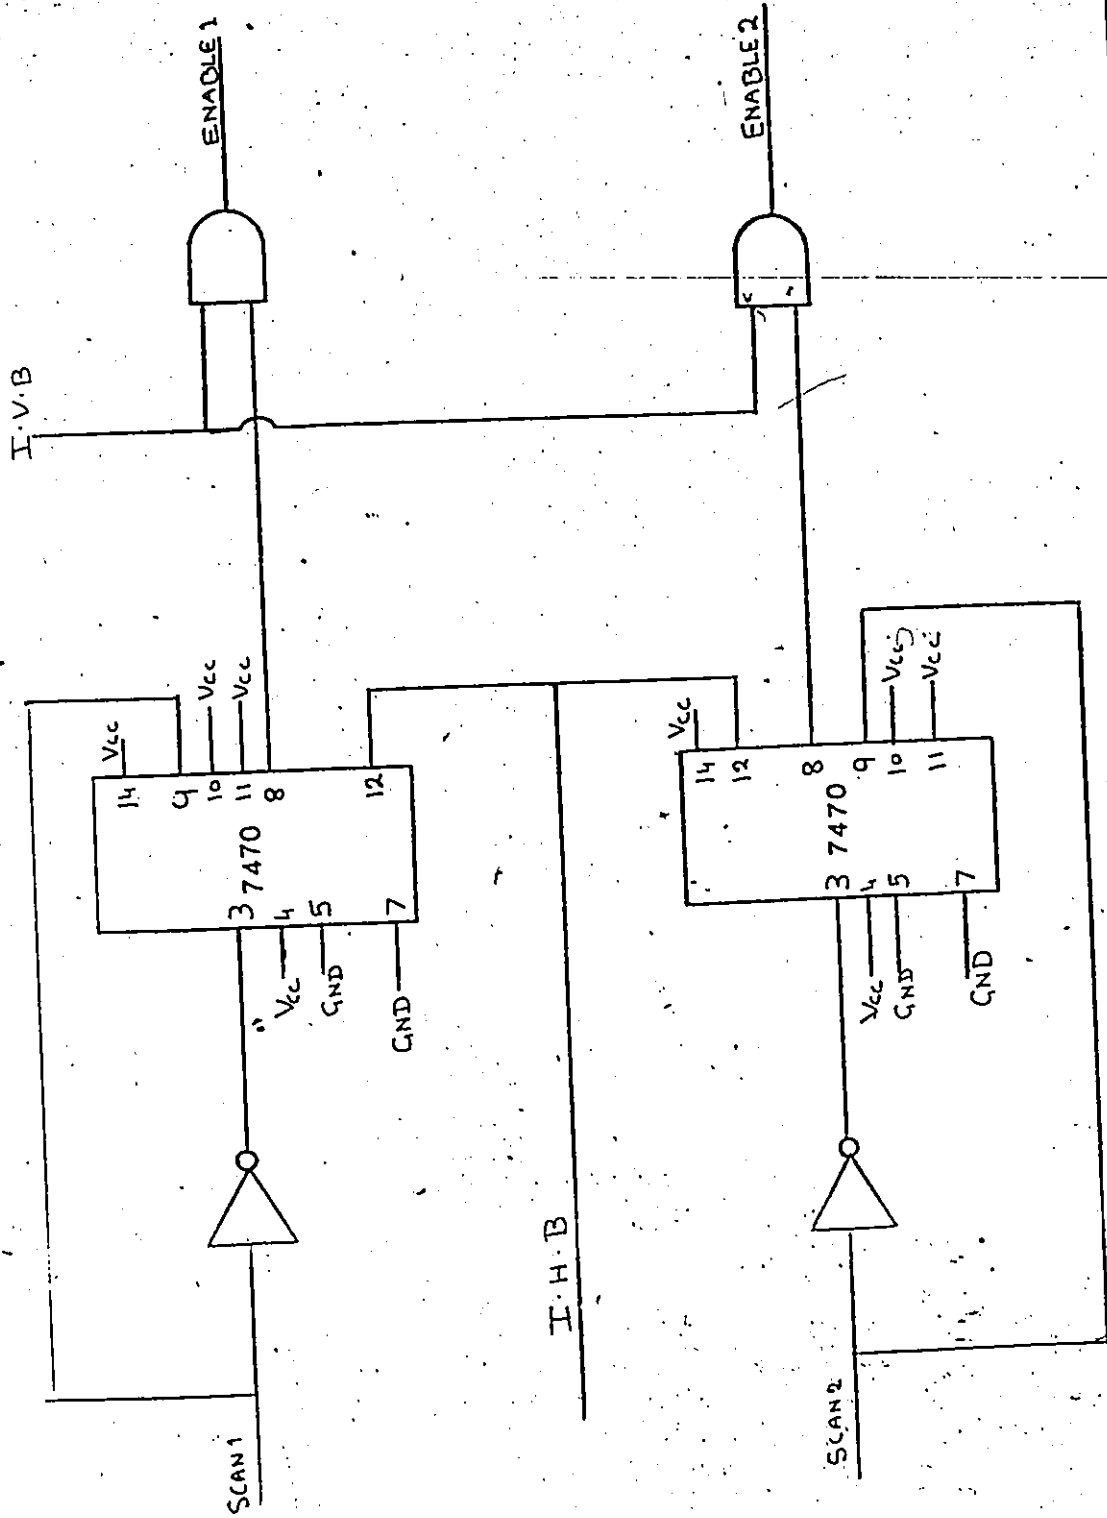 I.V.B
ENABLE 1
ENABLE 2
Vcc
14
9
10
Vcc
11
Vcc
8
12
7470
3
4
5
7
Vcc
GND
GND
SCAN 1
I.H.B
Vcc
14
12
8
9
10
Vcc
11
Vcc
7470
3
4
5
7
Vcc
GND
GND
SCAN 2